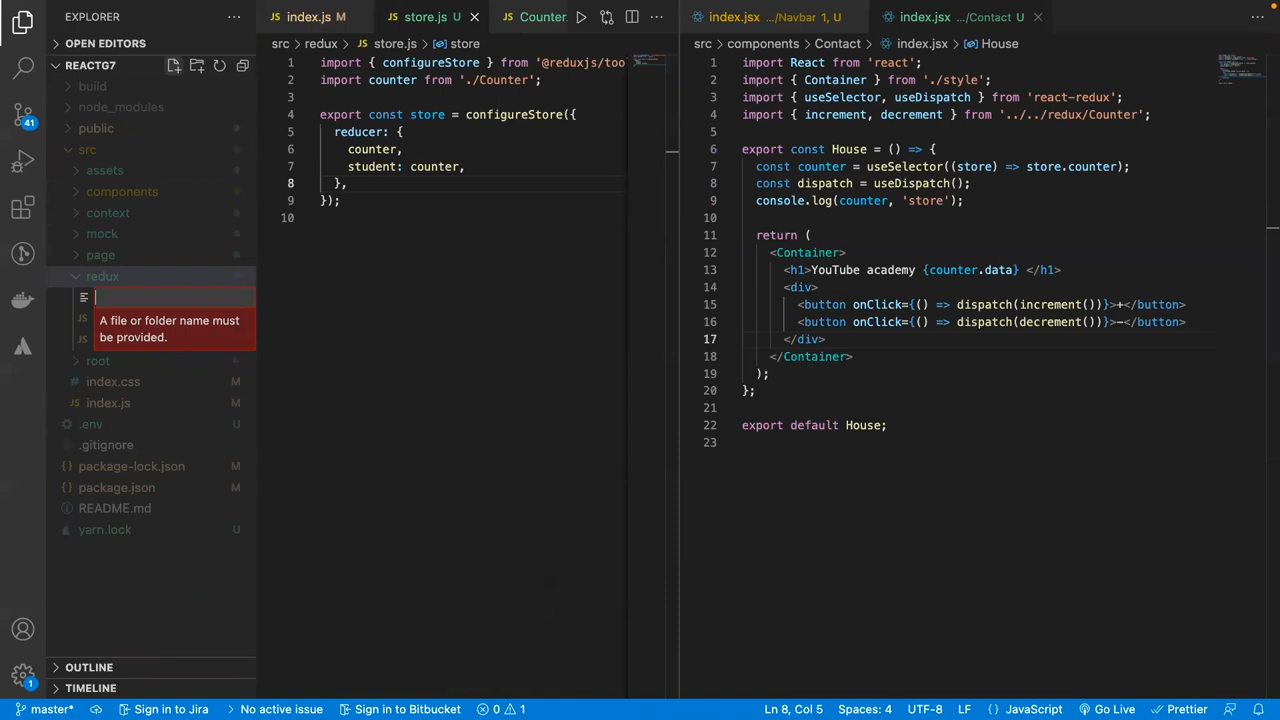 EXPLORER
OPEN EDITORS
REACTG7
build
node_modules
public
src
assets
components
context
mock
page
redux
A file or folder name must
be provided.
root
index.css M
index.js M
.env U
.gitignore
package-lock.json M
package.json M
README.md
yarn.lock U
OUTLINE
TIMELINE
41
1
index.js M
store.js U
Counter.
src > redux > store.js > store
1 import { configureStore } from '@reduxjs/too
2 import counter from './Counter';
3
4 export const store = configureStore({
5 reducer: {
6 counter,
7 student: counter,
8 },
9 });
10
index.jsx .../Navbar 1, U
index.jsx .../Contact U
src > components > Contact > index.jsx > House
1 import React from 'react';
2 import { Container } from './style';
3 import { useSelector, useDispatch } from 'react-redux';
4 import { increment, decrement } from '../../redux/Counter';
5
6 export const House = () => {
7 const counter = useSelector((store) => store.counter);
8 const dispatch = useDispatch();
9 console.log(counter, 'store');
10
11 return (
12 <Container>
13 <h1>YouTube academy {counter.data} </h1>
14 <div>
15 <button onClick={() => dispatch(increment())}>+</button>
16 <button onClick={() => dispatch(decrement())}>-</button>
17 </div>
18 </Container>
19 );
20 };
21
22 export default House;
23
master* Sign in to Jira No active issue Sign in to Bitbucket 0 1 Ln 8, Col 5 Spaces: 4 UTF-8 LF {} JavaScript Go Live Prettier